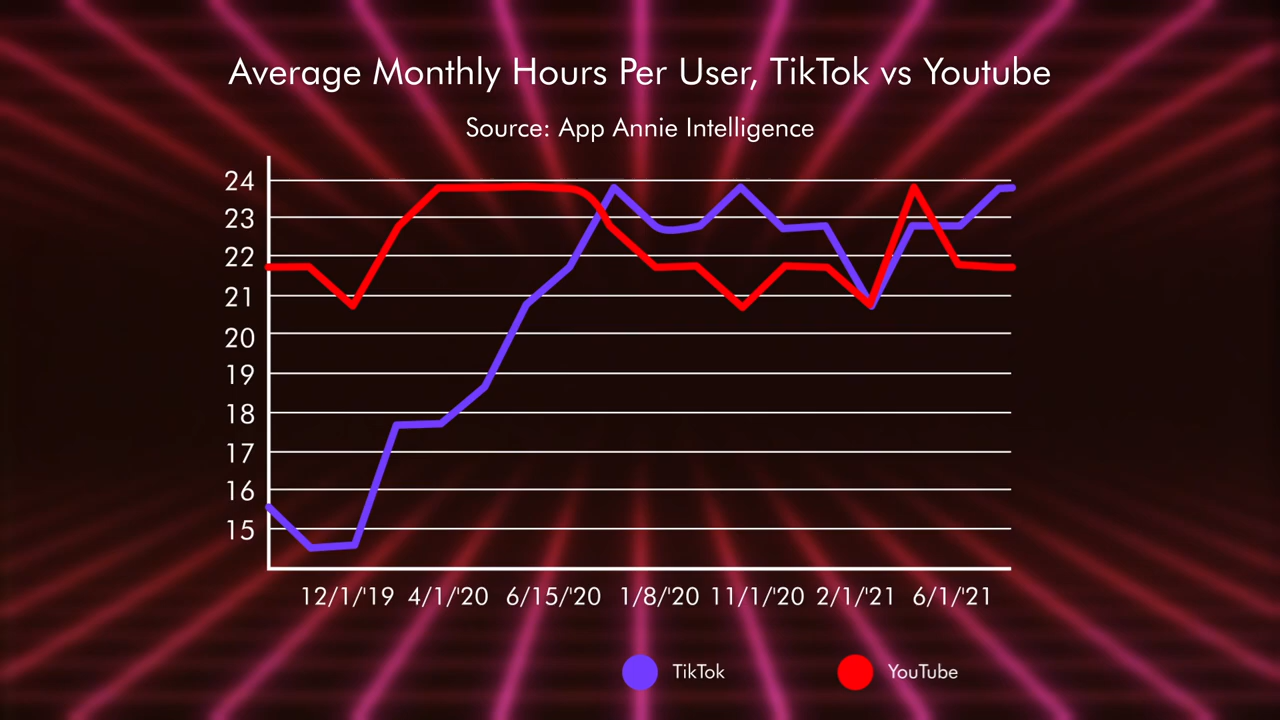 Average Monthly Hours Per User, TikTok vs Youtube
Source: App Annie Intelligence
24
23
22
21
20
19
18
17
16
15
12/1/'19 4/1/'20 6/15/'20 1/8/'20 11/1/'20 2/1/'21 6/1/'21
TikTok YouTube